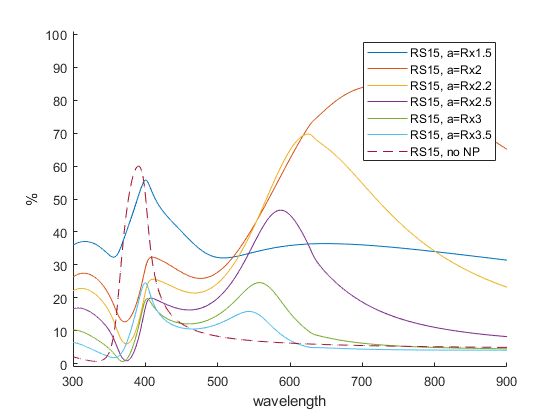 100
90
80
70
60
50
40
30
20
10
0
%
300 400 500 600 700 800 900
wavelength
RS15, a=Rx1.5
RS15, a=Rx2
RS15, a=Rx2.2
RS15, a=Rx2.5
RS15, a=Rx3
RS15, a=Rx3.5
RS15, no NP